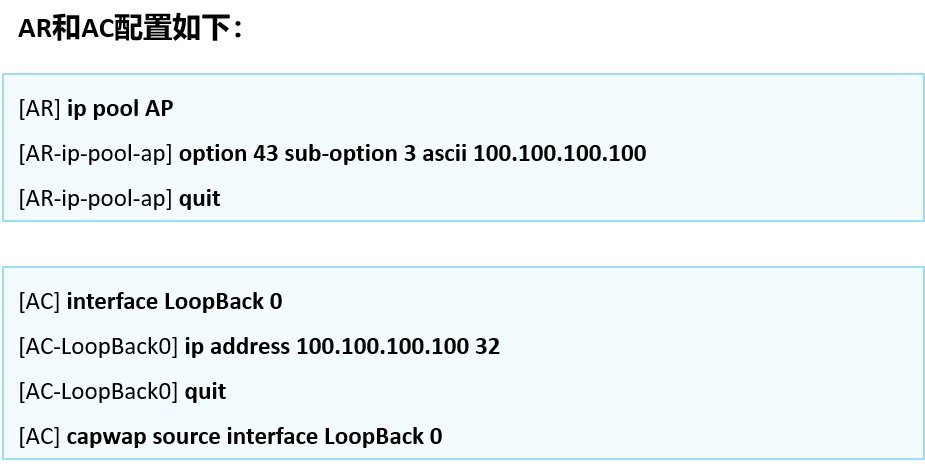 AR和AC配置如下：
[AR] ip pool AP
[AR-ip-pool-ap] option 43 sub-option 3 ascii 100.100.100.100
[AR-ip-pool-ap] quit
[AC] interface LoopBack 0
[AC-LoopBack0] ip address 100.100.100.100 32
[AC-LoopBack0] quit
[AC] capwap source interface LoopBack 0